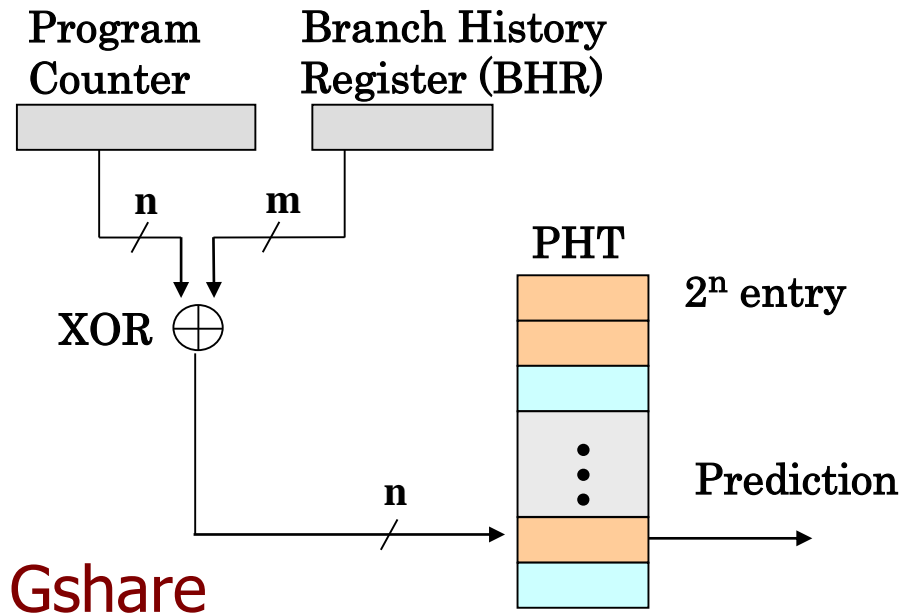 Program
Counter
Branch History
Register (BHR)
n
m
XOR
PHT
2ⁿ entry
n
Prediction
Gshare